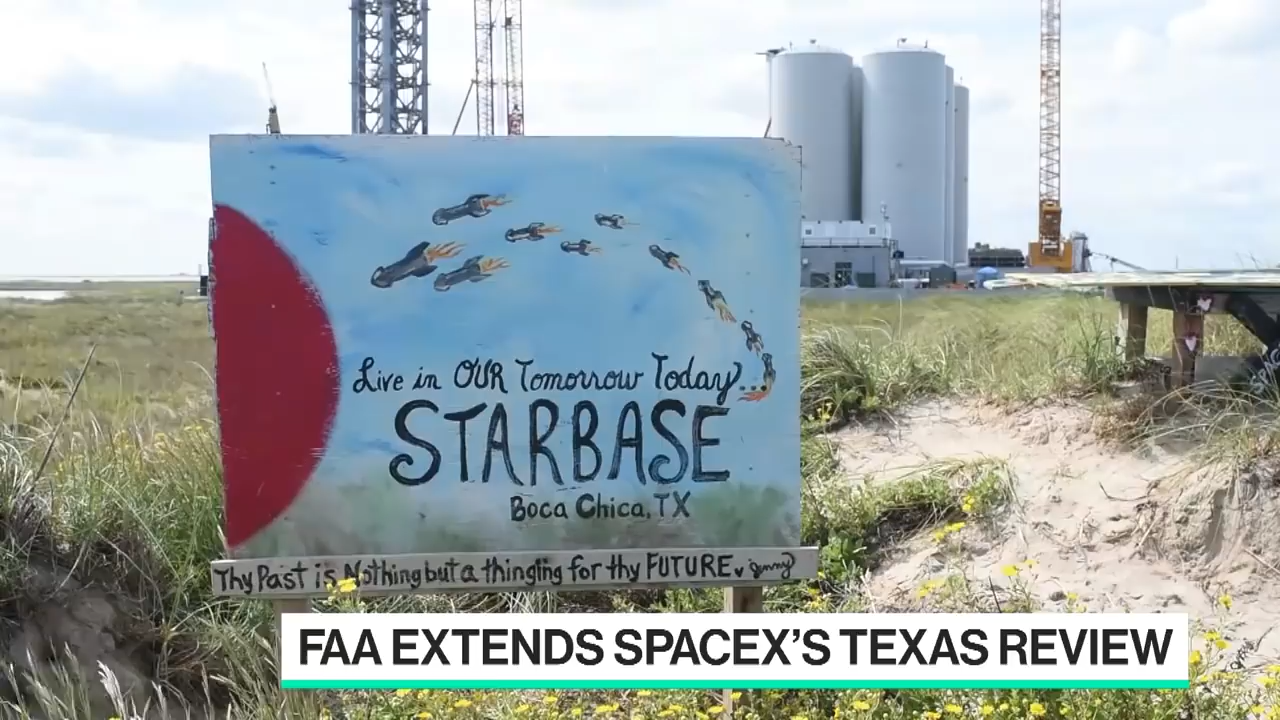 Live in OUR Tomorrow Today...
STARBASE
Boca Chica, TX
Thy Past is Nothing but a thingling for thy FUTURE. Jenny
FAA EXTENDS SPACEX'S TEXAS REVIEW